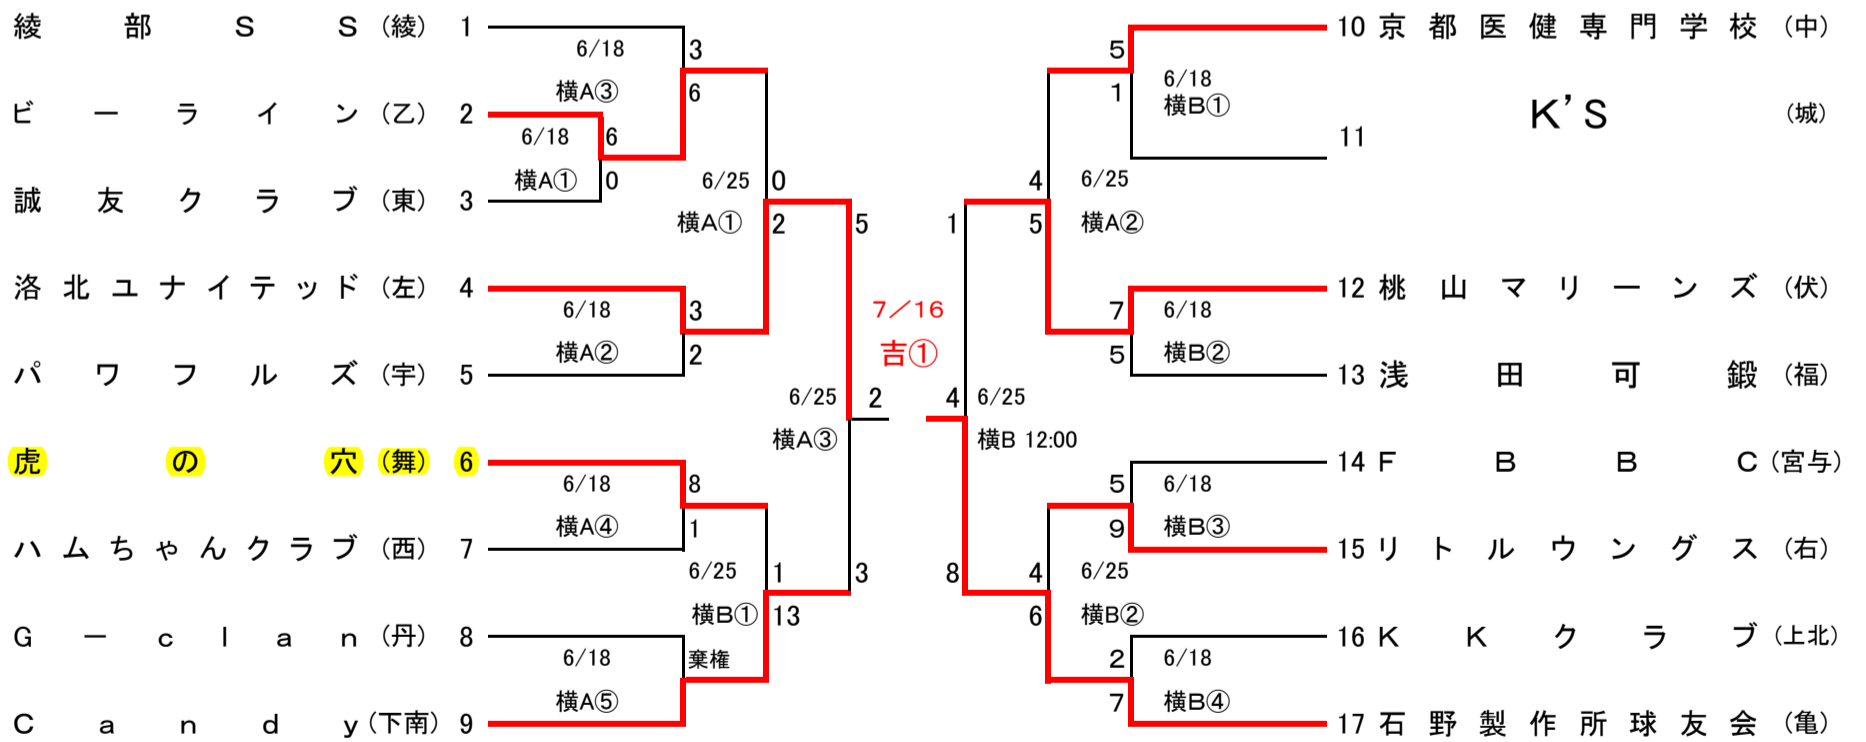 綾部SS(綾) 1
ビーライン(乙) 2
誠友クラブ(東) 3
洛北ユナイテッド(左) 4
パワフルズ(宇) 5
虎の穴(舞) 6
ハムちゃんクラブ(西) 7
G-clan(丹) 8
Candy(下南) 9
6/18
横A③
3
6
6/18
横A①
6
0
6/25
横A①
0
2
6/18
横A②
3
2
5
6/25
横A③
2
6/18
横A④
8
1
6/25
横B①
1
13
3
6/18
横A⑤
棄権
7/16
吉①
1
4
6/25
横B 12:00
8
5
1
6/18
横B①
4
5
6/25
横A②
7
5
6/18
横B②
5
9
6/18
横B③
4
6
6/25
横B②
2
7
6/18
横B④
10 京都医健専門学校(中)
11 K'S(城)
12 桃山マリーンズ(伏)
13 浅田可鍛(福)
14 FBBC(宮与)
15 リトルウングス(右)
16 KKクラブ(上北)
17 石野製作所球友会(亀)